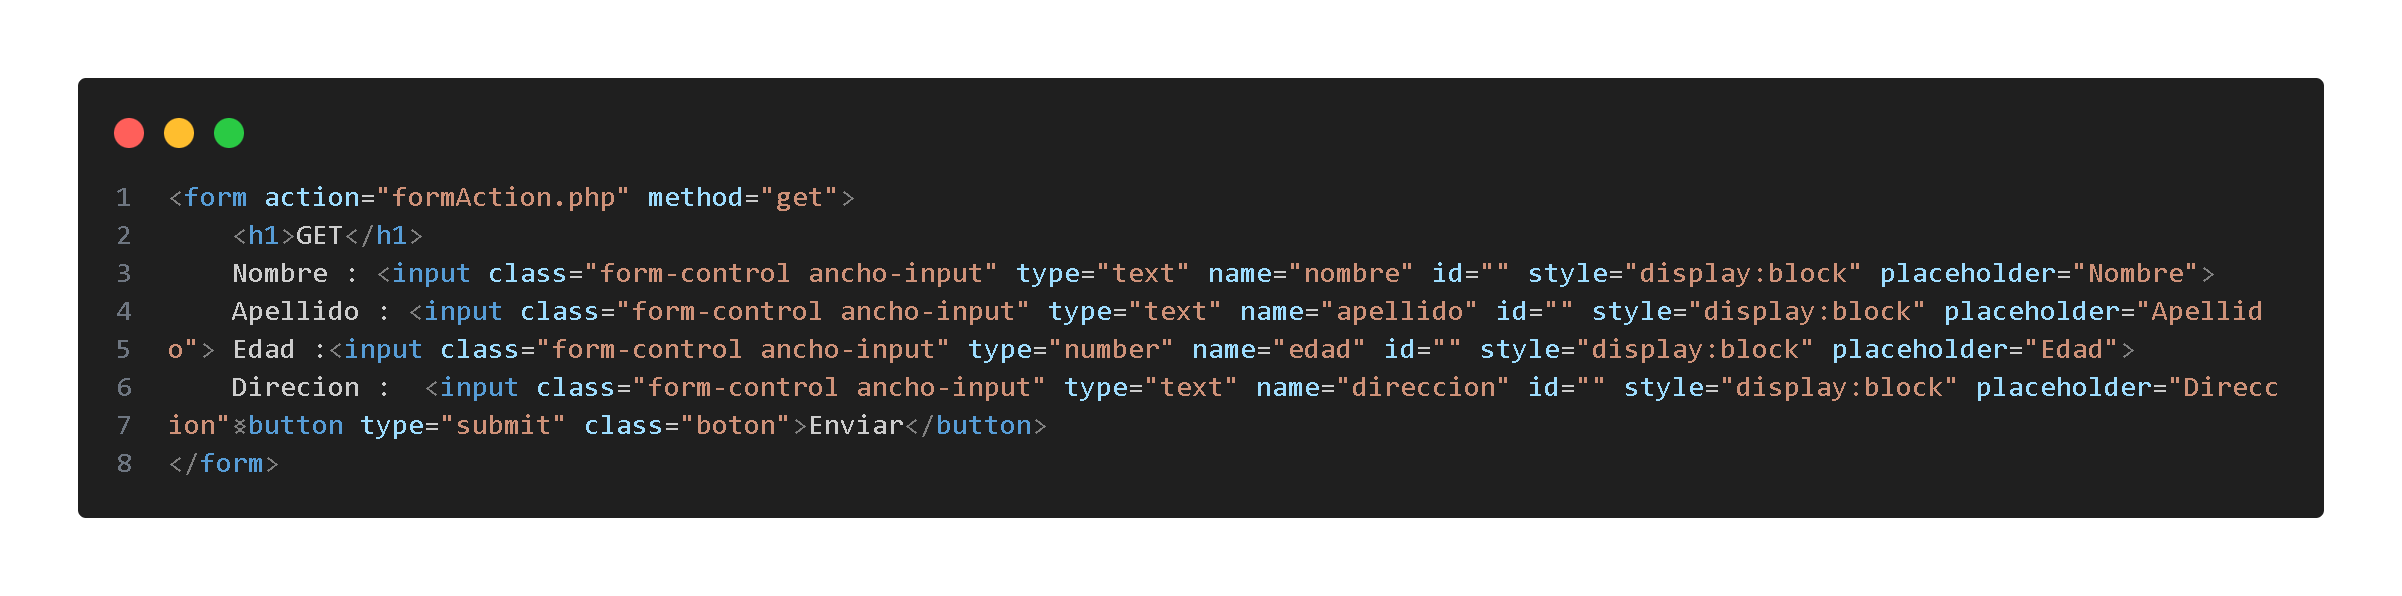 1 <form action="formAction.php" method="get">
2 <h1>GET</h1>
3 Nombre : <input class="form-control ancho-input" type="text" name="nombre" id="" style="display:block" placeholder="Nombre">
4 Apellido : <input class="form-control ancho-input" type="text" name="apellido" id="" style="display:block" placeholder="Apellid
5 o"> Edad :<input class="form-control ancho-input" type="number" name="edad" id="" style="display:block" placeholder="Edad">
6 Direcion :  <input class="form-control ancho-input" type="text" name="direccion" id="" style="display:block" placeholder="Direcc
7 ion"><button type="submit" class="boton">Enviar</button>
8 </form>